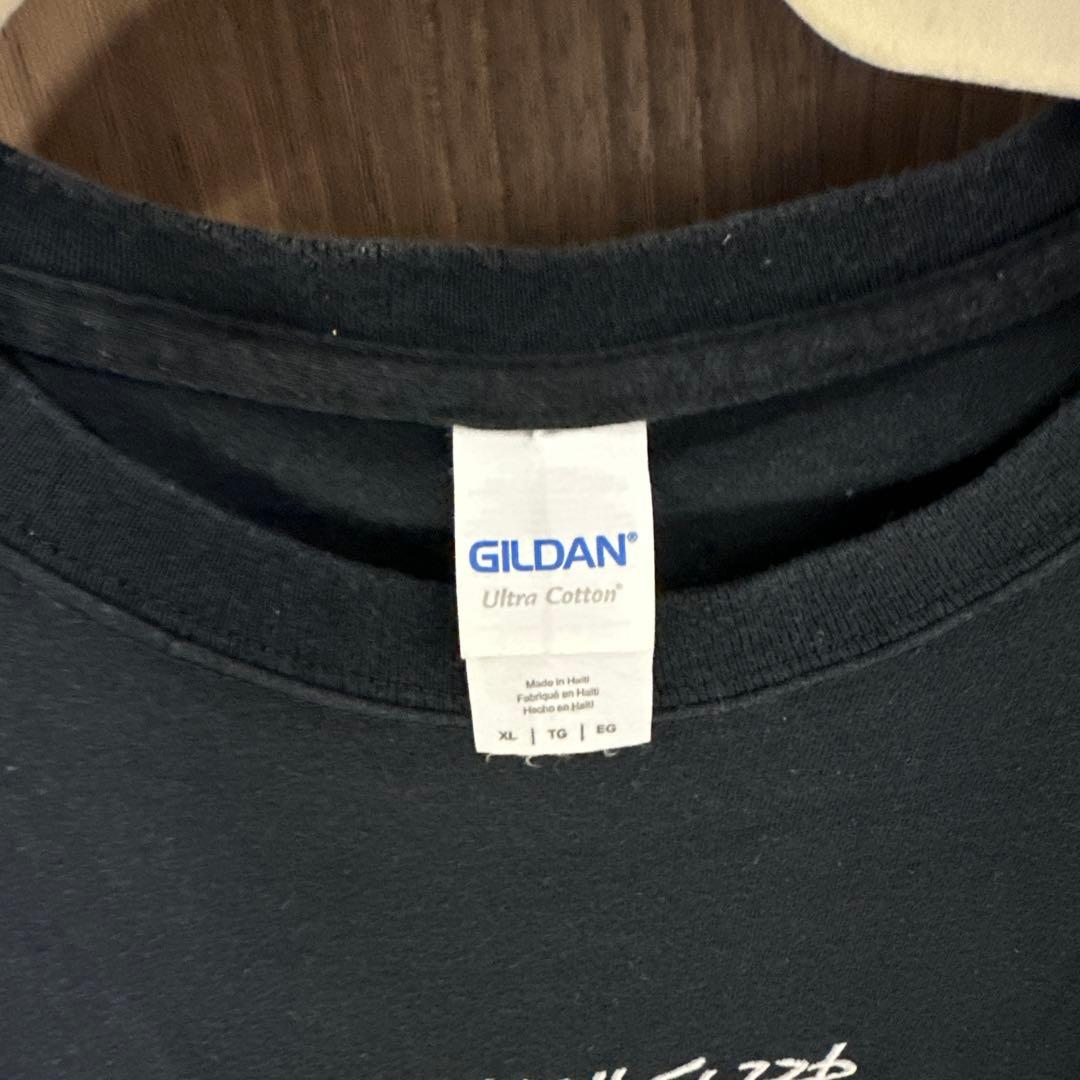 GILDAN®
Ultra Cotton®
Made in Haiti
Fabriqué en Haïti
Hecho en Haití
XL | TG | EG